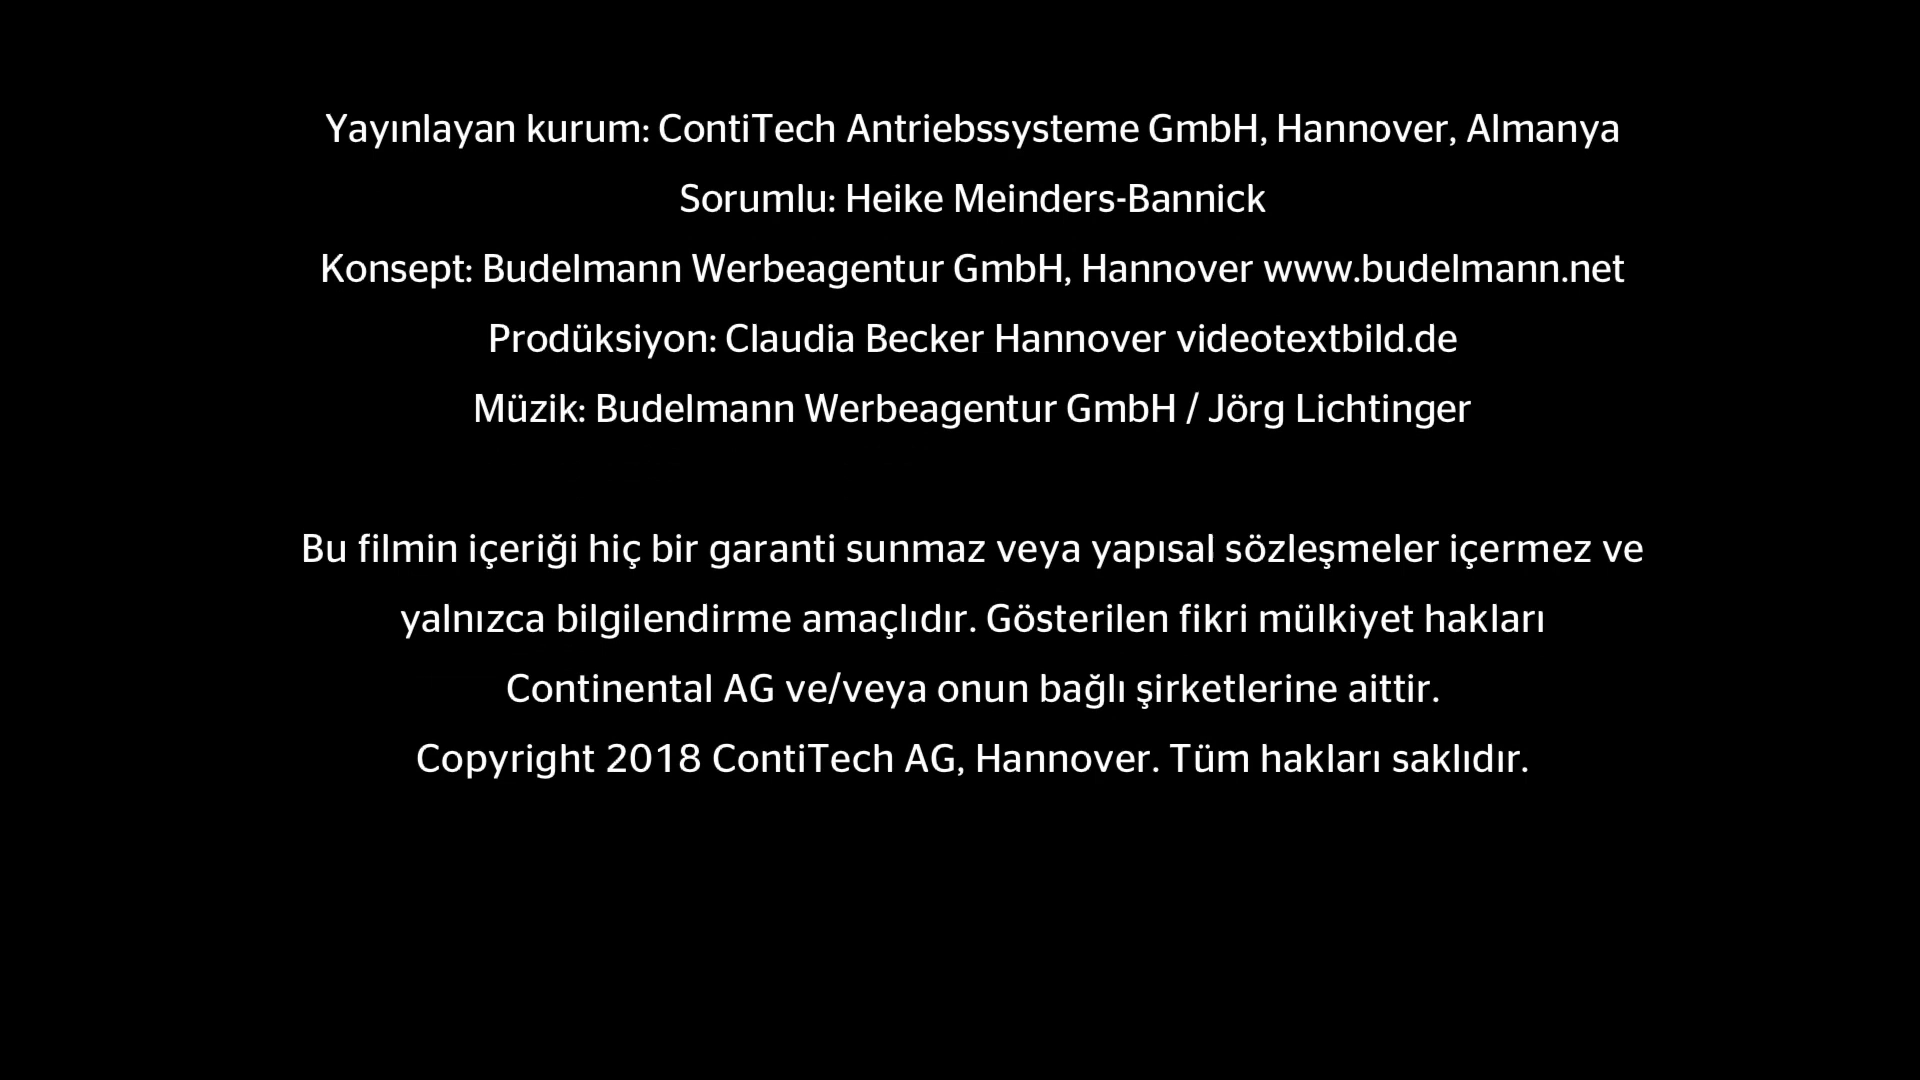 Yayınlayan kurum: ContiTech Antriebssysteme GmbH, Hannover, Almanya
Sorumlu: Heike Meinders-Bannick
Konsept: Budelmann Werbeagentur GmbH, Hannover www.budelmann.net
Prodüksiyon: Claudia Becker Hannover videotextbild.de
Müzik: Budelmann Werbeagentur GmbH / Jörg Lichtinger
Bu filmin içeriği hiç bir garanti sunmaz veya yapısal sözleşmeler içermez ve
yalnızca bilgilendirme amaçlıdır. Gösterilen fikri mülkiyet hakları
Continental AG ve/veya onun bağlı şirketlerine aittir.
Copyright 2018 ContiTech AG, Hannover. Tüm hakları saklıdır.